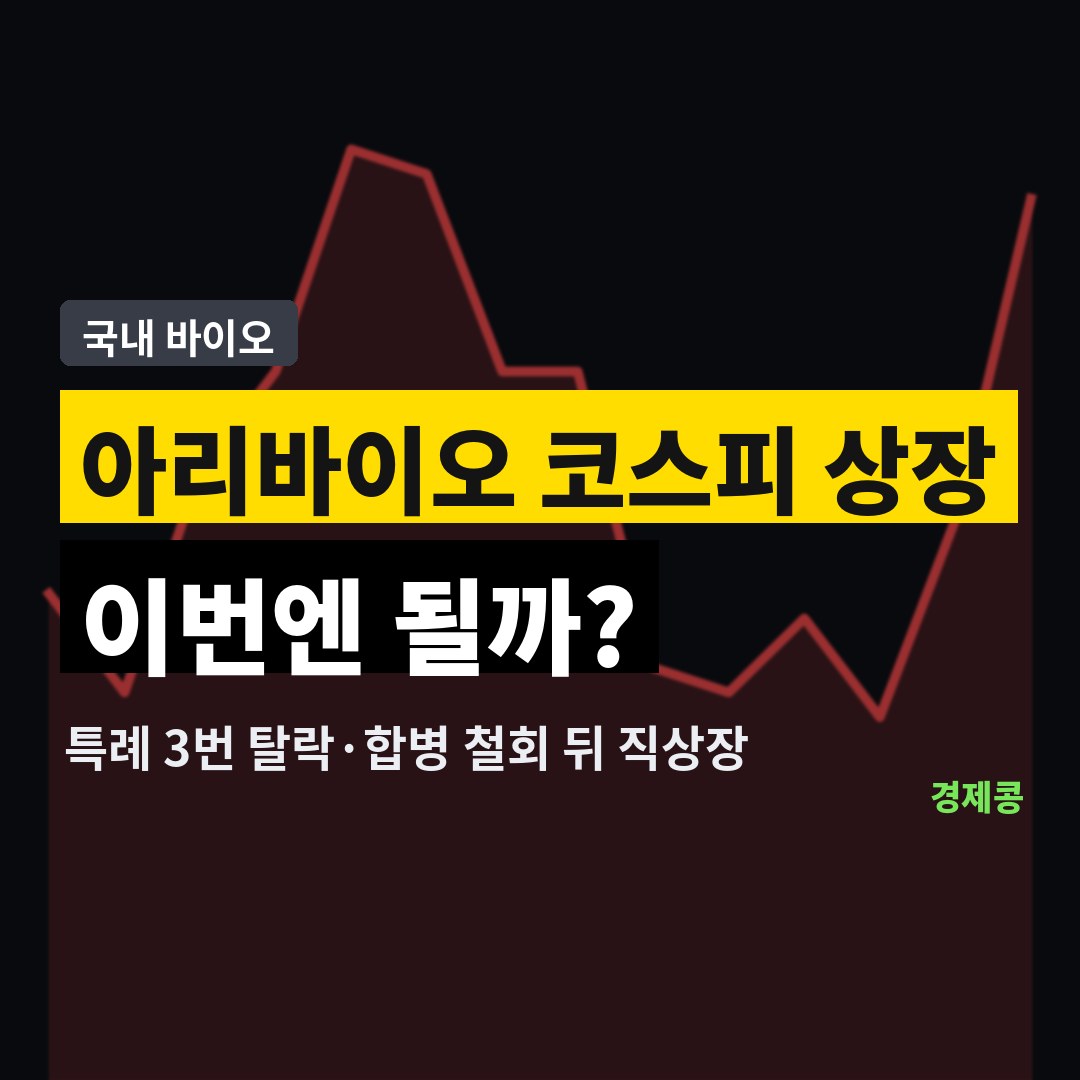 국내 바이오
아리바이오 코스피 상장
이번엔 될까?
특례 3번 탈락·합병 철회 뒤 직상장
경제콩